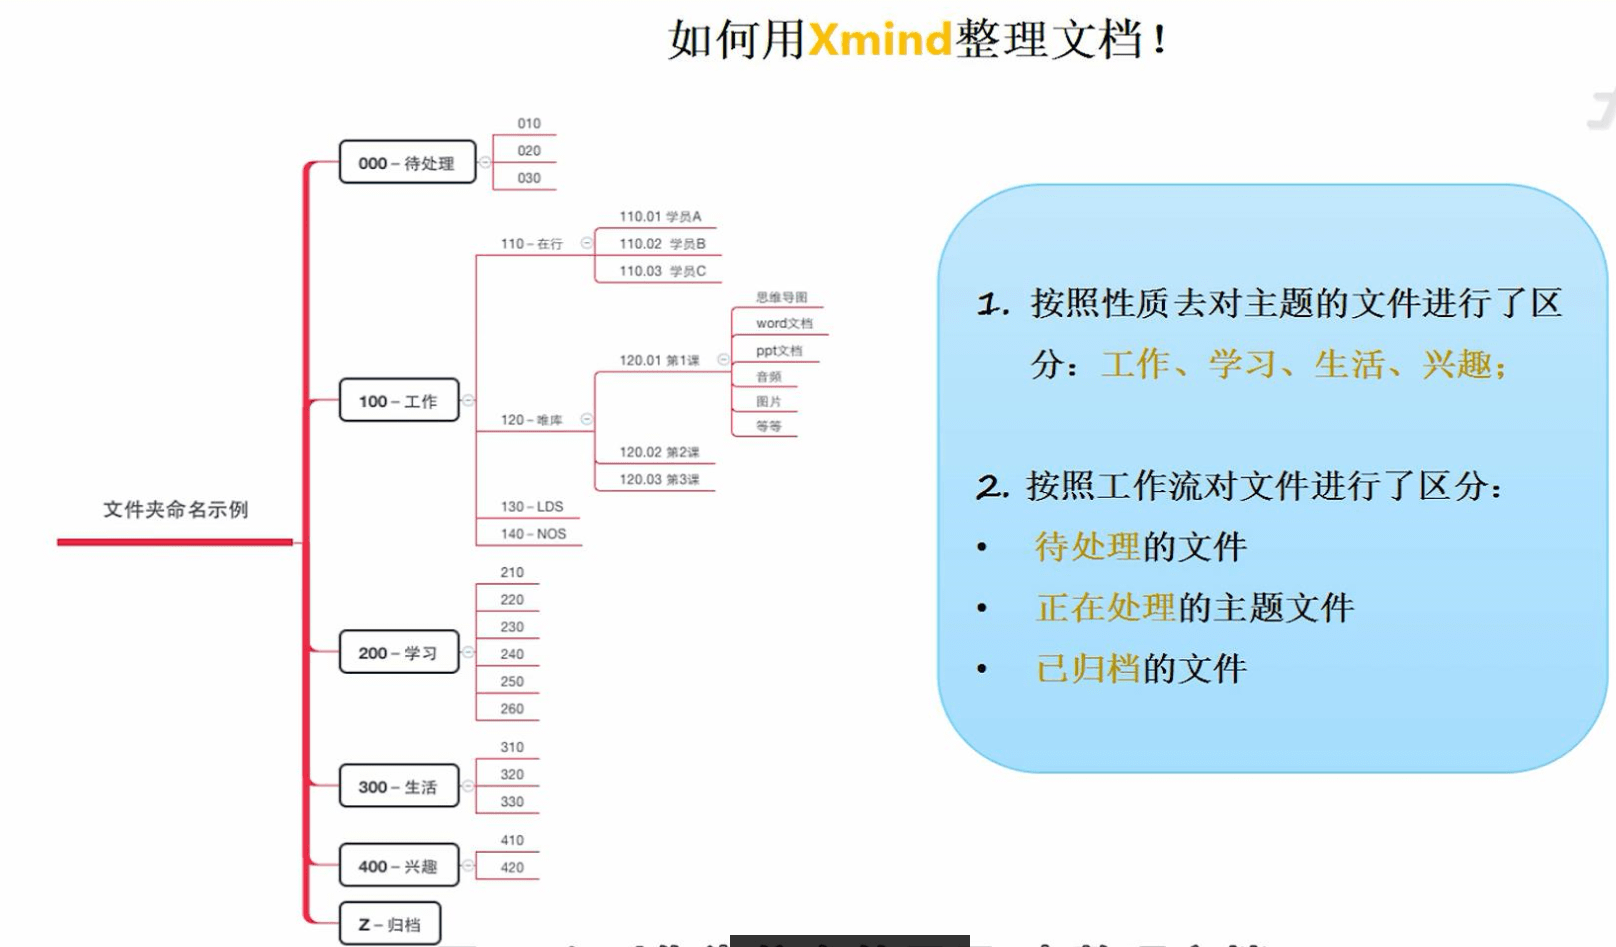 如何用Xmind整理文档！
文件夹命名示例
000 – 待处理
010
020
030
100 – 工作
110 – 在行
110.01 学员A
110.02 学员B
110.03 学员C
120 – 唯库
120.01 第1课
思维导图
word文档
ppt文档
音频
图片
等等
120.02 第2课
120.03 第3课
130 – LDS
140 – NOS
200 – 学习
210
220
230
240
250
260
300 – 生活
310
320
330
400 – 兴趣
410
420
Z – 归档
1. 按照性质去对主题的文件进行了区
分：工作、学习、生活、兴趣；
2. 按照工作流对文件进行了区分：
• 待处理的文件
• 正在处理的主题文件
• 已归档的文件